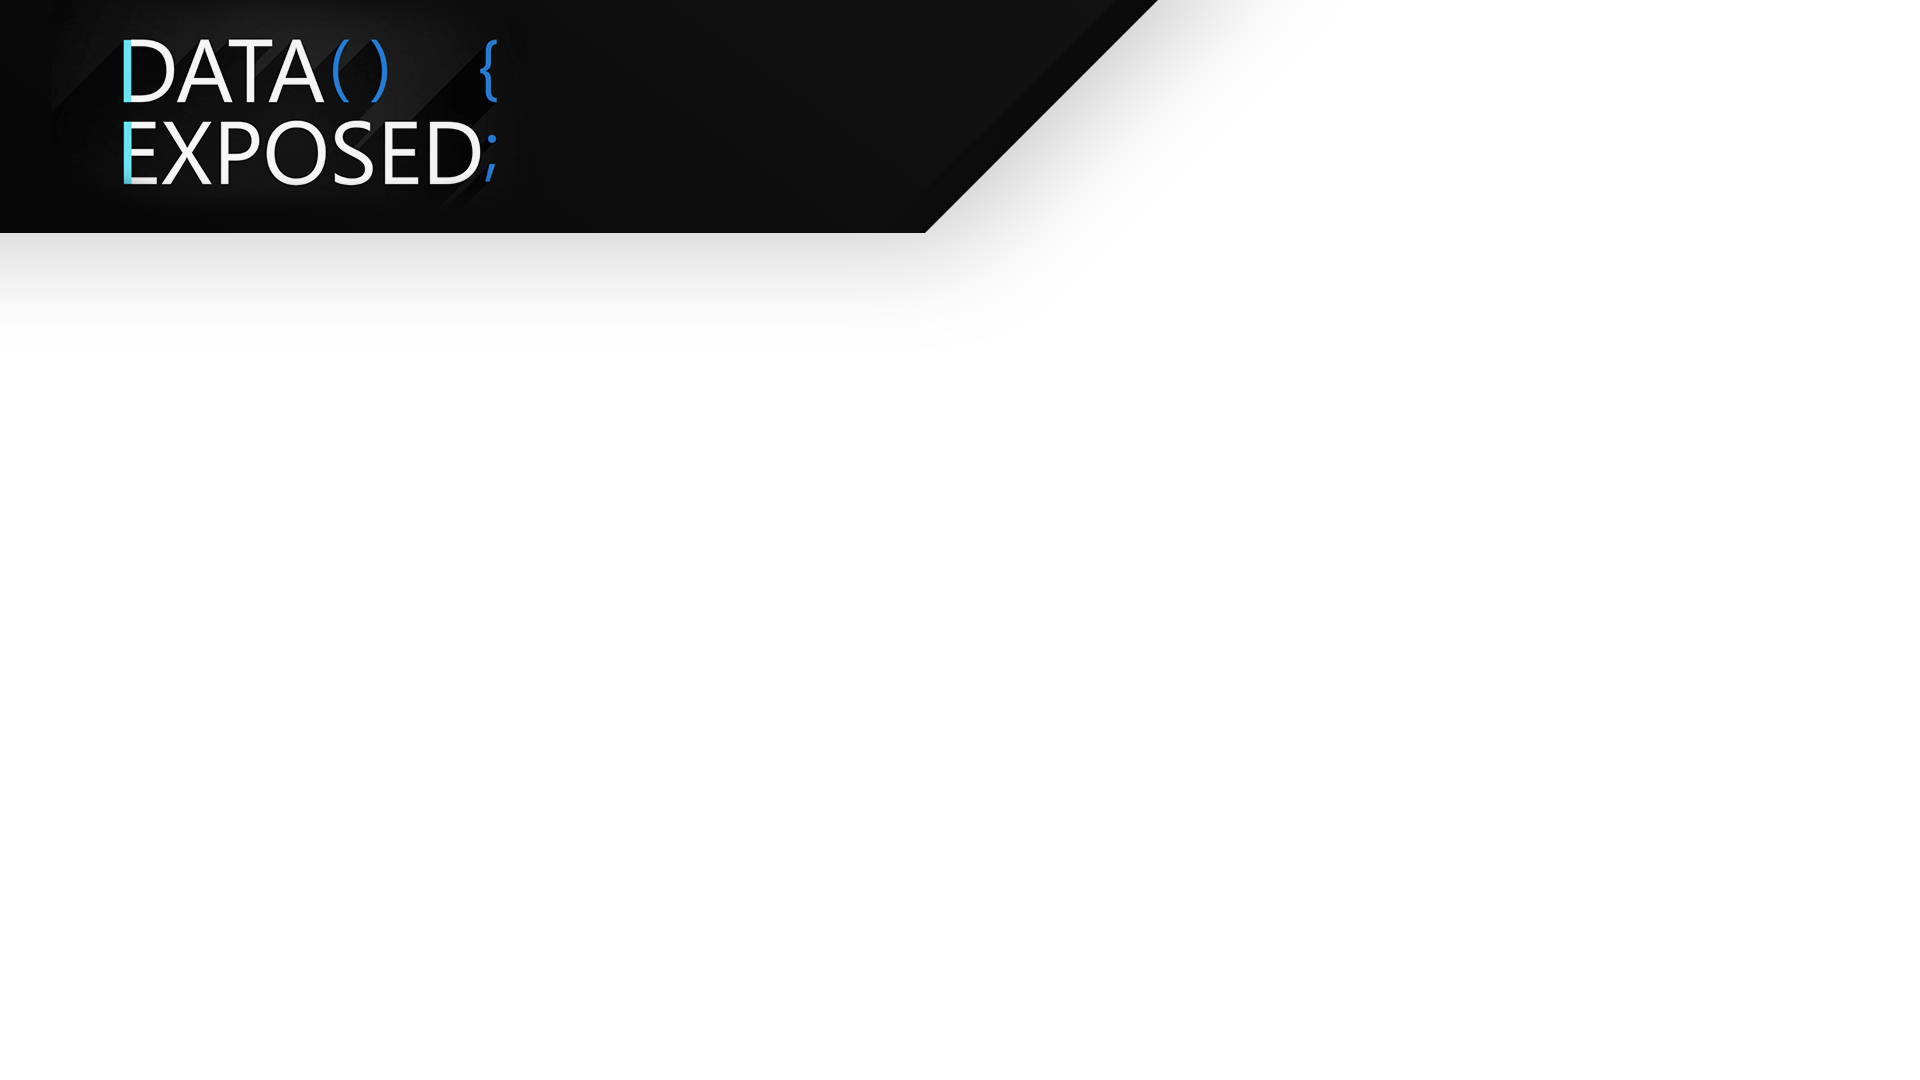 DATA() {
EXPOSED;